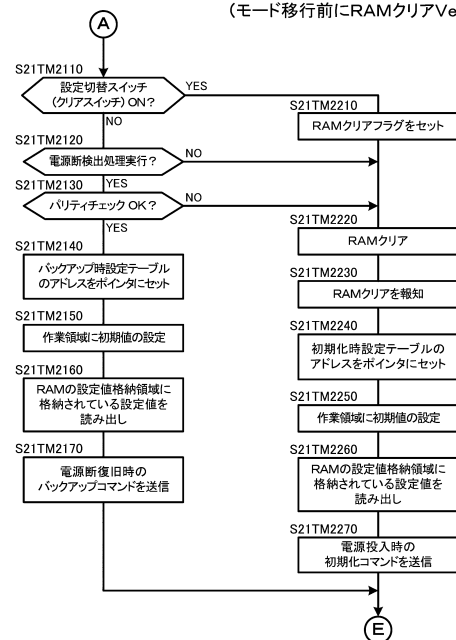 (モード移行前にRAMクリアVe
A
S21TM2110
設定切替スイッチ
(クリアスイッチ) ON?
YES
NO
S21TM2120
電源断検出処理実行?
NO
YES
S21TM2130
パリティチェック OK?
NO
YES
S21TM2140
バックアップ時設定テーブル
のアドレスをポインタにセット
S21TM2150
作業領域に初期値の設定
S21TM2160
RAMの設定値格納領域に
格納されている設定値を
読み出し
S21TM2170
電源断復旧時の
バックアップコマンドを送信
S21TM2210
RAMクリアフラグをセット
S21TM2220
RAMクリア
S21TM2230
RAMクリアを報知
S21TM2240
初期化時設定テーブルの
アドレスをポインタにセット
S21TM2250
作業領域に初期値の設定
S21TM2260
RAMの設定値格納領域に
格納されている設定値を
読み出し
S21TM2270
電源投入時の
初期化コマンドを送信
E